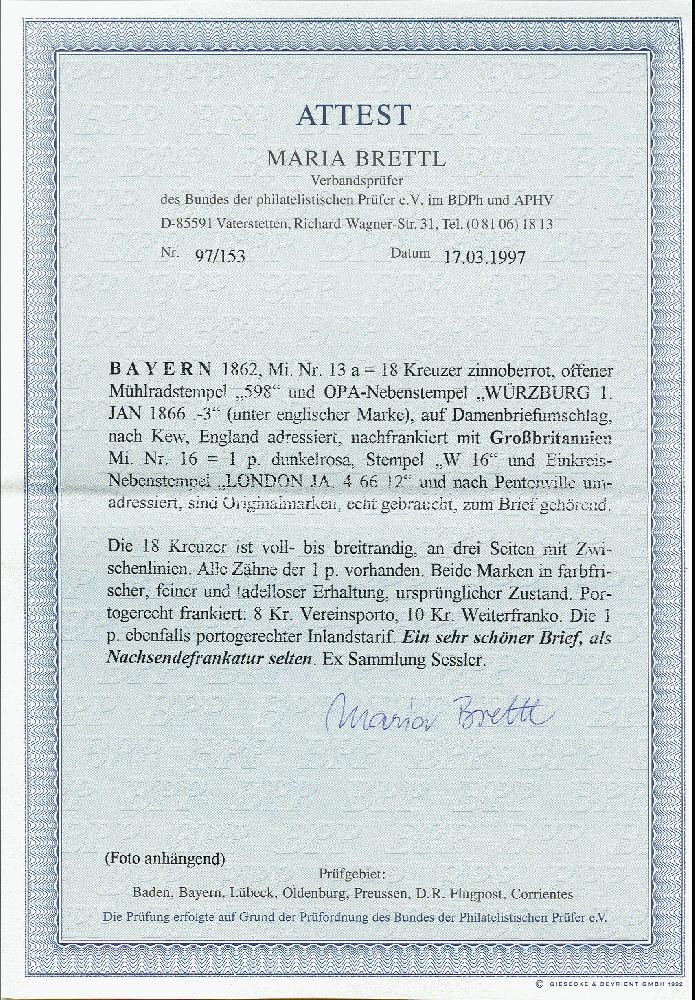 ATTEST
MARIA BRETTL
Verbandsprüfer
des Bundes der philatelistischen Prüfer e.V. im BDPh und APHV
D-85591 Vaterstetten, Richard-Wagner-Str. 31, Tel. (0 81 06) 18 13
Nr. 97/153 Datum 17.03.1997
BAYERN 1862, Mi. Nr. 13 a = 18 Kreuzer zinnoberrot, offener
Mühlradstempel „598“ und OPA-Nebenstempel „WÜRZBURG 1.
JAN 1866 .-3“ (unter englischer Marke), auf Damenbriefumschlag,
nach Kew, England adressiert, nachfrankiert mit Großbritannien
Mi. Nr. 16 = 1 p. dunkelrosa, Stempel „W 16“ und Einkreis-
Nebenstempel „LONDON JA. 4 66 12“ und nach Pentonville um-
adressiert, sind Originalmarken, echt gebraucht, zum Brief gehörend.
Die 18 Kreuzer ist voll- bis breitrandig, an drei Seiten mit Zwi-
schenlinien. Alle Zähne der 1 p. vorhanden. Beide Marken in farbfri-
scher, feiner und tadelloser Erhaltung, ursprünglicher Zustand. Por-
togerecht frankiert: 8 Kr. Vereinsporto, 10 Kr. Weiterfranko. Die 1
p. ebenfalls portogerechter Inlandstarif. Ein sehr schöner Brief, als
Nachsendefrankatur selten. Ex Sammlung Sessler.
Maria Brettl
(Foto anhängend)
Prüfgebiet:
Baden, Bayern, Lübeck, Oldenburg, Preussen, D.R. Flugpost, Corrientes
Die Prüfung erfolgte auf Grund der Prüfordnung des Bundes der Philatelistischen Prüfer e.V.
© GIESECKE & DEVRIENT GMBH 1992